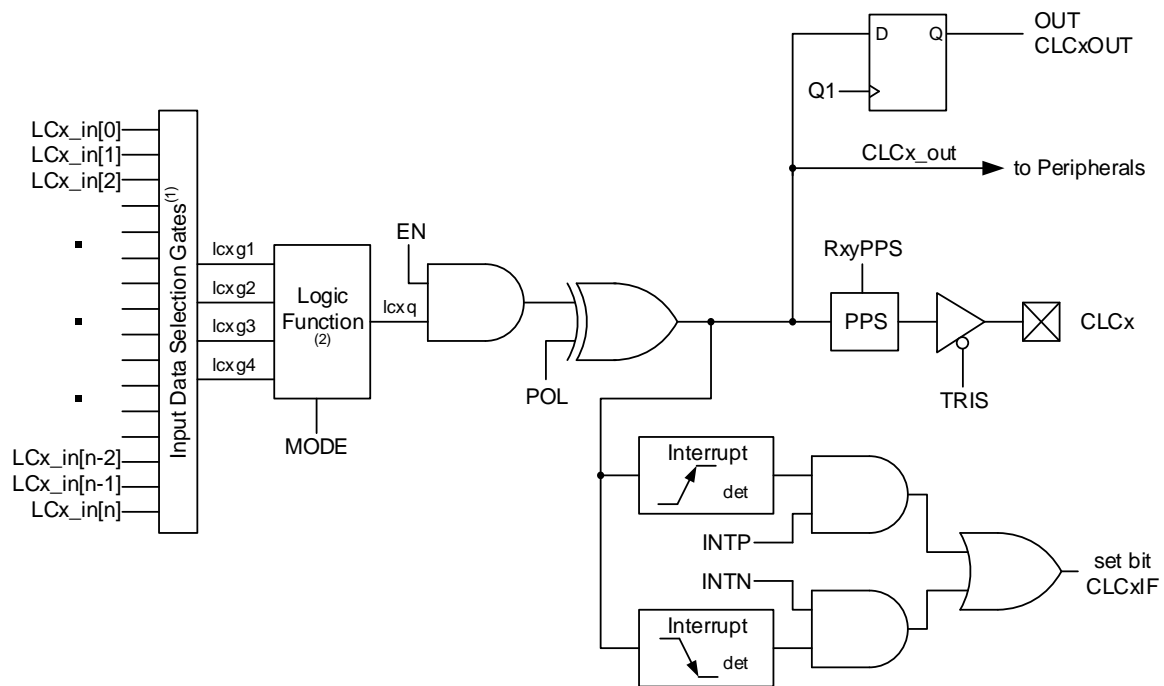 OUT
CLCxOUT
D
Q
Q1
LCx_in[0]
LCx_in[1]
LCx_in[2]
CLCx_out
to Peripherals
Input Data Selection Gates(1)
lcxg1
lcxg2
lcxg3
lcxg4
Logic
Function
(2)
MODE
EN
lcxq
POL
RxyPPS
PPS
CLCx
TRIS
LCx_in[n-2]
LCx_in[n-1]
LCx_in[n]
Interrupt
det
INTP
INTN
set bit
CLCxIF
Interrupt
det